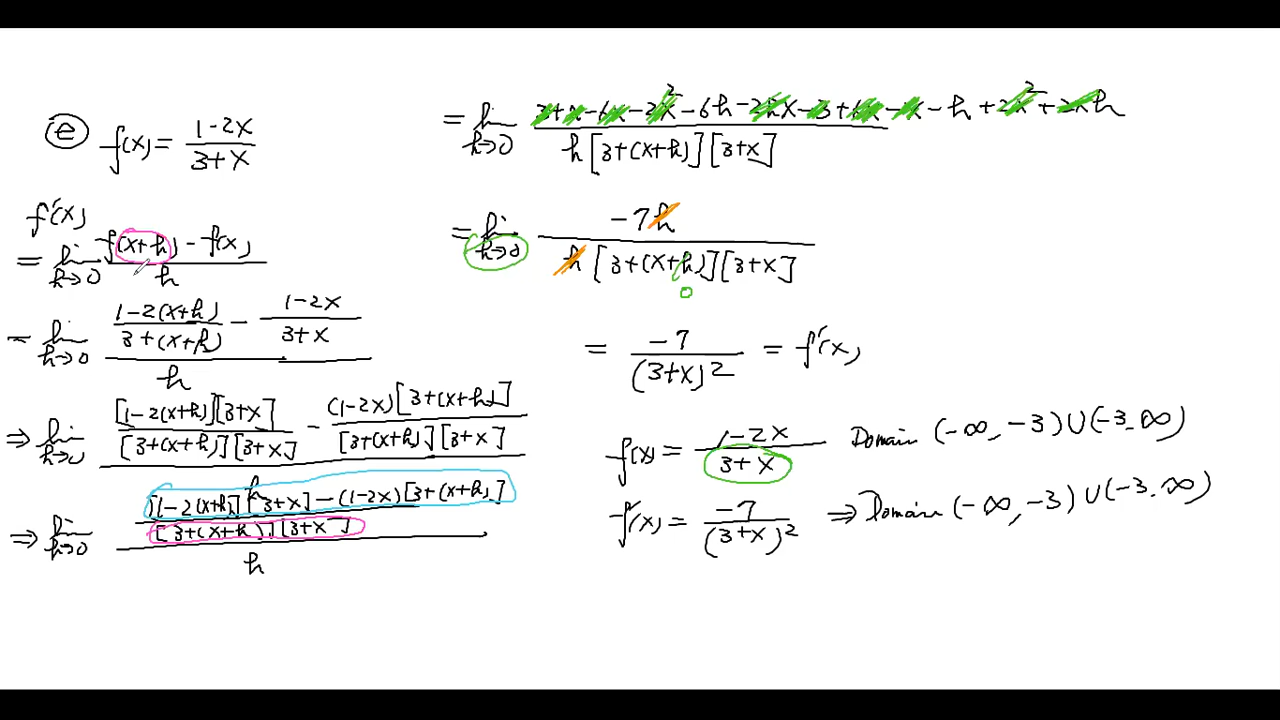 ⓔ f(x) = (1-2x)/(3+x)
f'(x)
= lim h→0 (f(x+h) - f(x))/h
= lim h→0 ((1-2(x+h))/(3+(x+h)) - (1-2x)/(3+x))/h
⇒ lim h→0 ([1-2(x+h)][3+x]/[3+(x+h)][3+x] - (1-2x)[3+(x+h)]/[3+(x+h)][3+x])/h
⇒ lim h→0 (([1-2(x+h)][3+x] - (1-2x)[3+(x+h)])/[3+(x+h)][3+x])/h
= lim h→0 (3+x-6x-2x²-6h-2hx-3+6x-x-h+2x²+2xh)/h[3+(x+h)][3+x]
= lim h→0 -7h/h[3+(x+h)][3+x]
0
= -7/(3+x)² = f'(x)
f(x) = (1-2x)/(3+x) Domain (-∞, -3) ∪ (-3, ∞)
f'(x) = -7/(3+x)² ⇒ Domain (-∞, -3) ∪ (-3, ∞)